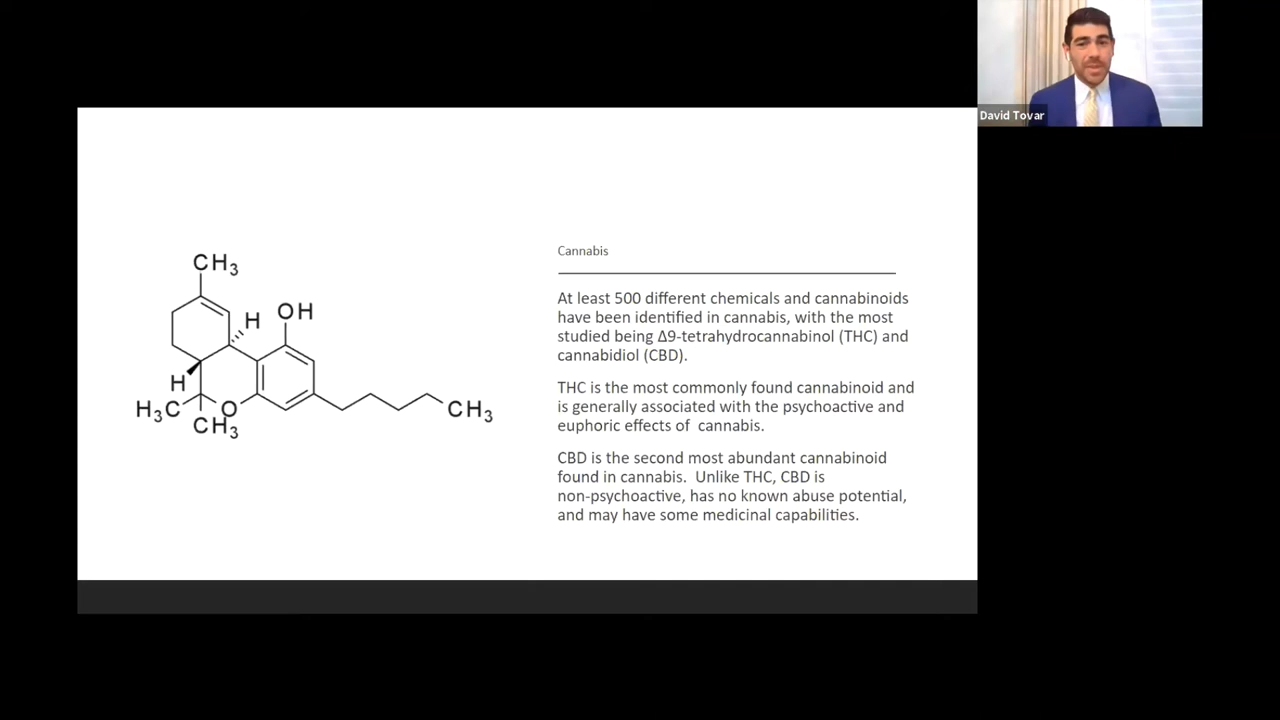 David Tovar
Cannabis
At least 500 different chemicals and cannabinoids
have been identified in cannabis, with the most
studied being Δ9-tetrahydrocannabinol (THC) and
cannabidiol (CBD).
THC is the most commonly found cannabinoid and
is generally associated with the psychoactive and
euphoric effects of  cannabis.
CBD is the second most abundant cannabinoid
found in cannabis.  Unlike THC, CBD is
non-psychoactive, has no known abuse potential,
and may have some medicinal capabilities.
CH₃
H
OH
H
H₃C
O
CH₃
CH₃